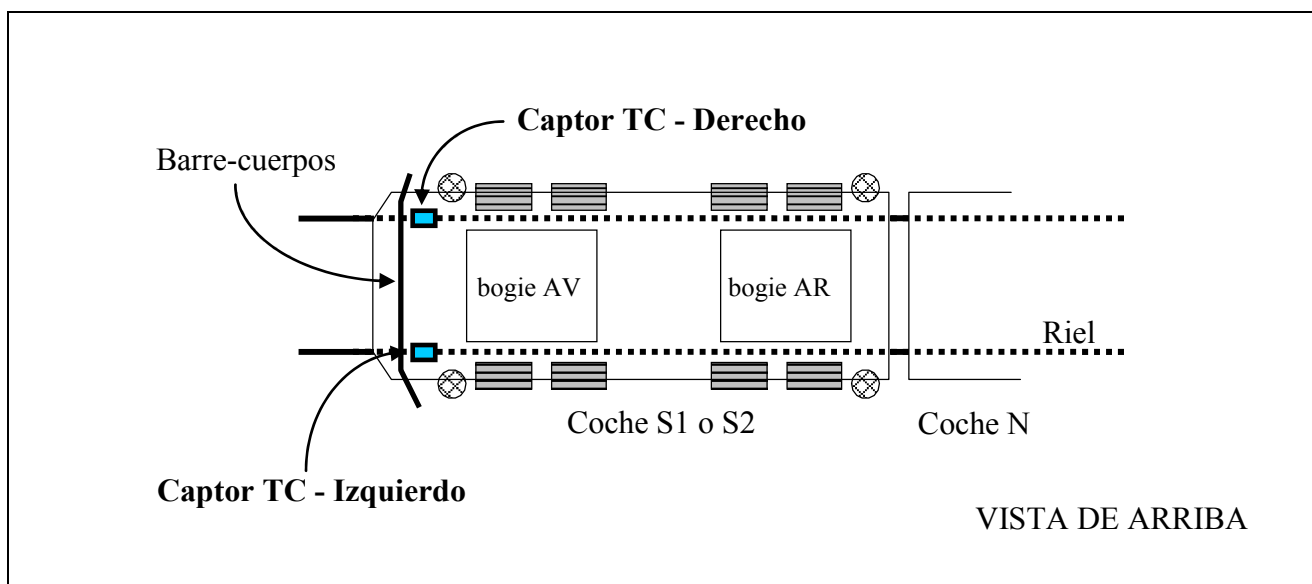 Captor TC - Derecho
Barre-cuerpos
bogie AV
bogie AR
Riel
Coche S1 o S2
Coche N
Captor TC - Izquierdo
VISTA DE ARRIBA